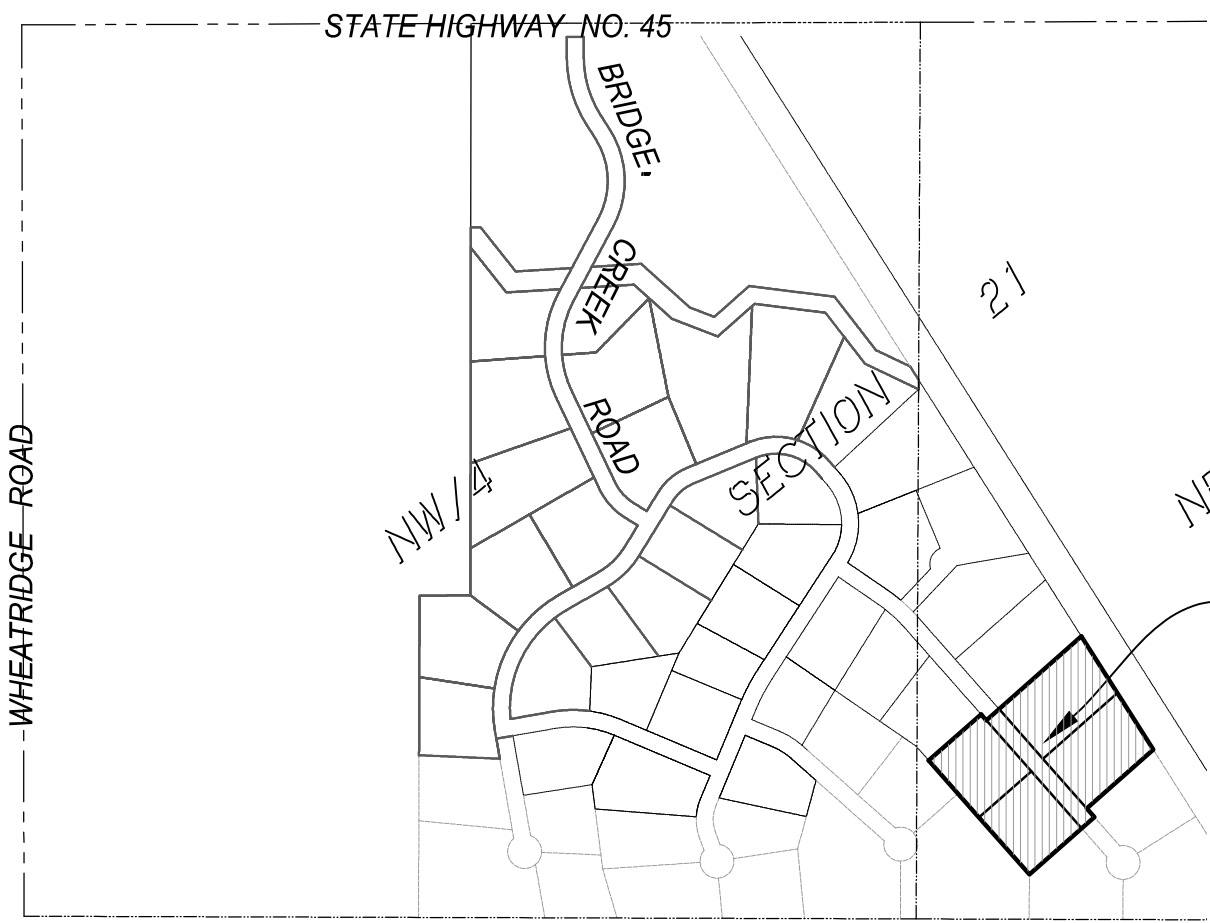 STATE HIGHWAY NO. 45
BRIDGE
CREEK
ROAD
21
SECTION
NW/4
WHEATRIDGE ROAD